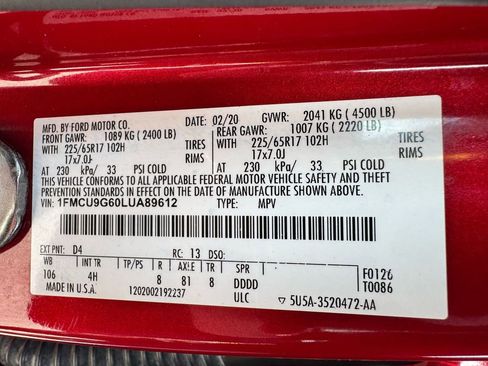 MFD. BY FORD MOTOR CO. DATE: 02/20 GVWR: 2041 KG (4500 LB)
FRONT GAWR: 1089 KG (2400 LB) REAR GAWR: 1007 KG (2220 LB)
WITH 225/65R17 102H TIRES WITH 225/65R17 102H TIRES
17x7.0J RIMS 17x7.0J RIMS
AT 230 kPa/ 33 PSI COLD AT 230 kPa/ 33 PSI COLD
THIS VEHICLE CONFORMS TO ALL APPLICABLE FEDERAL MOTOR VEHICLE SAFETY AND THEFT
PREVENTION STANDARDS IN EFFECT ON THE DATE OF MANUFACTURE SHOWN ABOVE.
VIN: 1FMCU9G60LUA89612 TYPE: MPV
EXT PNT: D4 RC: 13 DSO:
WB INT TR TP/PS R AXLE TR SPR
106 4H 8 81 8 DDDD F0126
MADE IN U.S.A. ULC T0086
1202002192237 ▽ 5U5A-3520472-AA